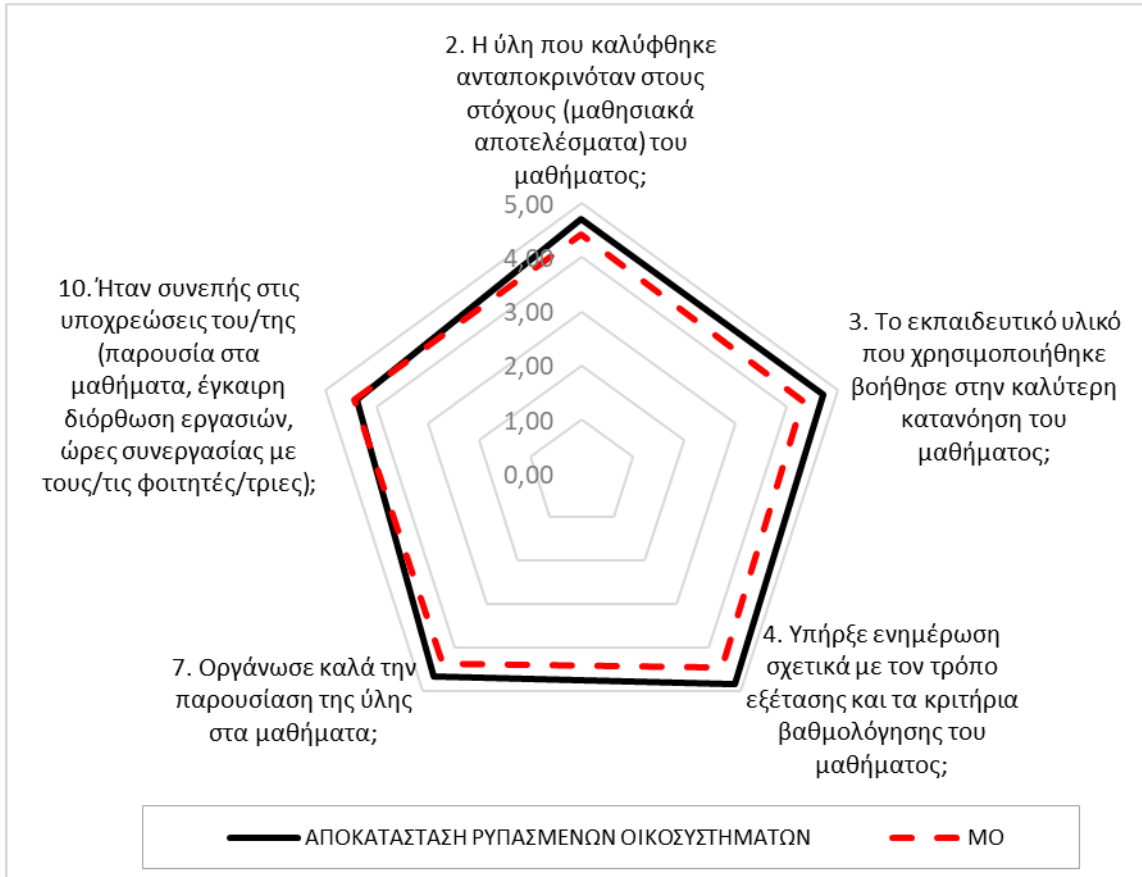 2. Η ύλη που καλύφθηκε
ανταποκρινόταν στους
στόχους (μαθησιακά
αποτελέσματα) του
μαθήματος;
5,00
4,00
3,00
2,00
1,00
0,00
3. Το εκπαιδευτικό υλικό
που χρησιμοποιήθηκε
βοήθησε στην καλύτερη
κατανόηση του
μαθήματος;
4. Υπήρξε ενημέρωση
σχετικά με τον τρόπο
εξέτασης και τα κριτήρια
βαθμολόγησης του
μαθήματος;
7. Οργάνωσε καλά την
παρουσίαση της ύλης
στα μαθήματα;
10. Ήταν συνεπής στις
υποχρεώσεις του/της
(παρουσία στα
μαθήματα, έγκαιρη
διόρθωση εργασιών,
ώρες συνεργασίας με
τους/τις φοιτητές/τριες);
ΑΠΟΚΑΤΑΣΤΑΣΗ ΡΥΠΑΣΜΕΝΩΝ ΟΙΚΟΣΥΣΤΗΜΑΤΩΝ
ΜΟ